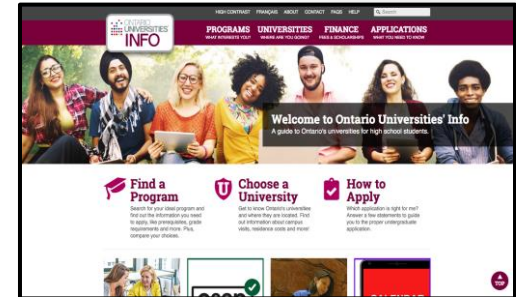 HIGH CONTRAST FRANÇAIS ABOUT CONTACT FAQS HELP Search
ONTARIO
UNIVERSITIES'
INFO
PROGRAMS UNIVERSITIES FINANCE APPLICATIONS
WHAT INTERESTS YOU? WHERE ARE YOU GOING? FEES & SCHOLARSHIPS WHAT YOU NEED TO KNOW
Welcome to Ontario Universities' Info
A guide to Ontario's universities for high school students.
Find a
Program
Search for your ideal program and
find out the information you need
to apply, like prerequisites, grade
requirements and more. Plus,
compare your choices.
Choose a
University
Get to know Ontario's universities
and where they are located. Find
out information about campus
visits, residence costs and more!
How to
Apply
Which application is right for me?
Answer a few statements to guide
you to the proper undergraduate
application.
TOP